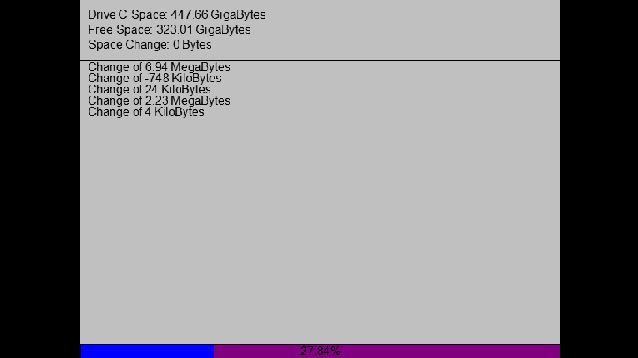 Drive C Space: 447.66 GigaBytes
Free Space: 323.01 GigaBytes
Space Change: 0 Bytes
Change of 6.94 MegaBytes
Change of -748 KiloBytes
Change of 24 KiloBytes
Change of 2.23 MegaBytes
Change of 4 KiloBytes
27.84%